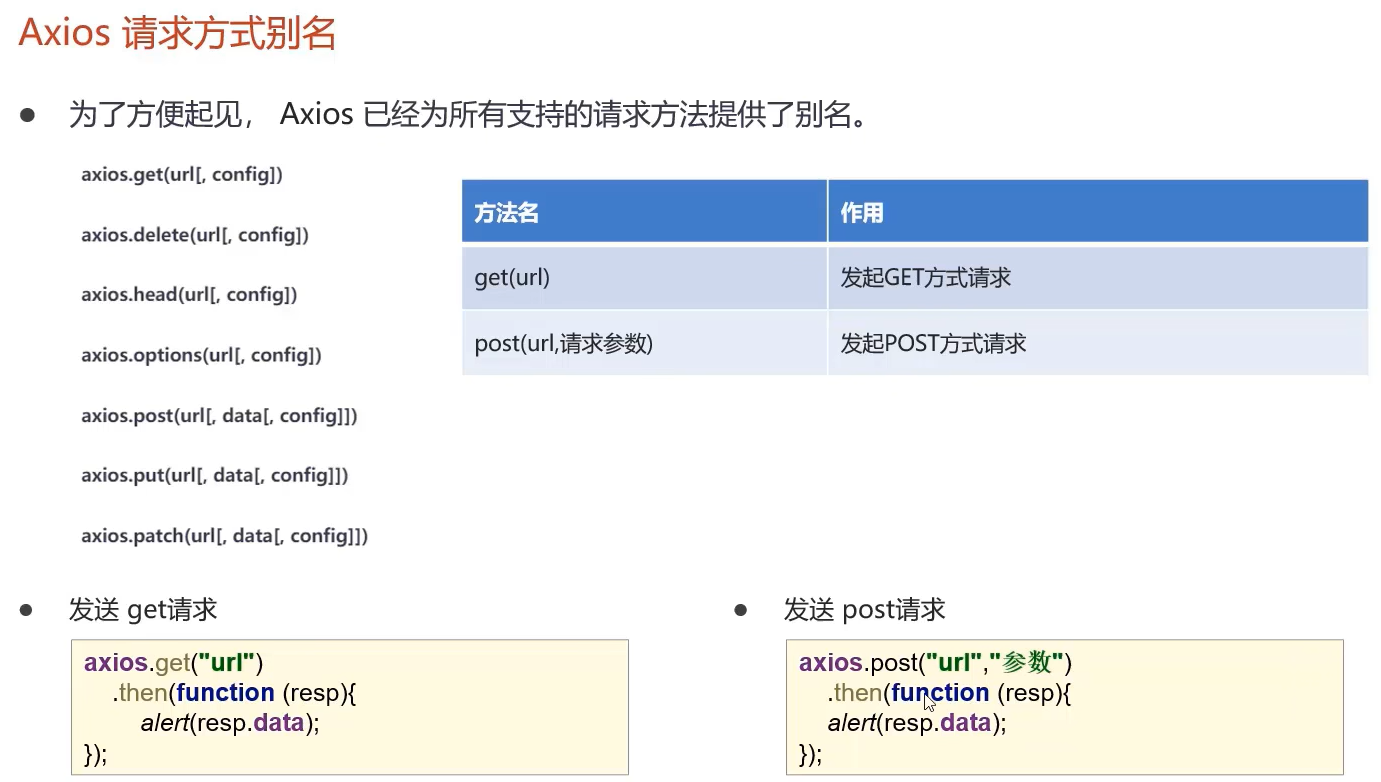 Axios 请求方式别名
为了方便起见， Axios 已经为所有支持的请求方法提供了别名。
axios.get(url[, config])
axios.delete(url[, config])
axios.head(url[, config])
axios.options(url[, config])
axios.post(url[, data[, config]])
axios.put(url[, data[, config]])
axios.patch(url[, data[, config]])
方法名 作用
get(url) 发起GET方式请求
post(url,请求参数) 发起POST方式请求
发送 get请求
axios.get("url")
.then(function (resp){
alert(resp.data);
});
发送 post请求
axios.post("url","参数")
.then(function (resp){
alert(resp.data);
});